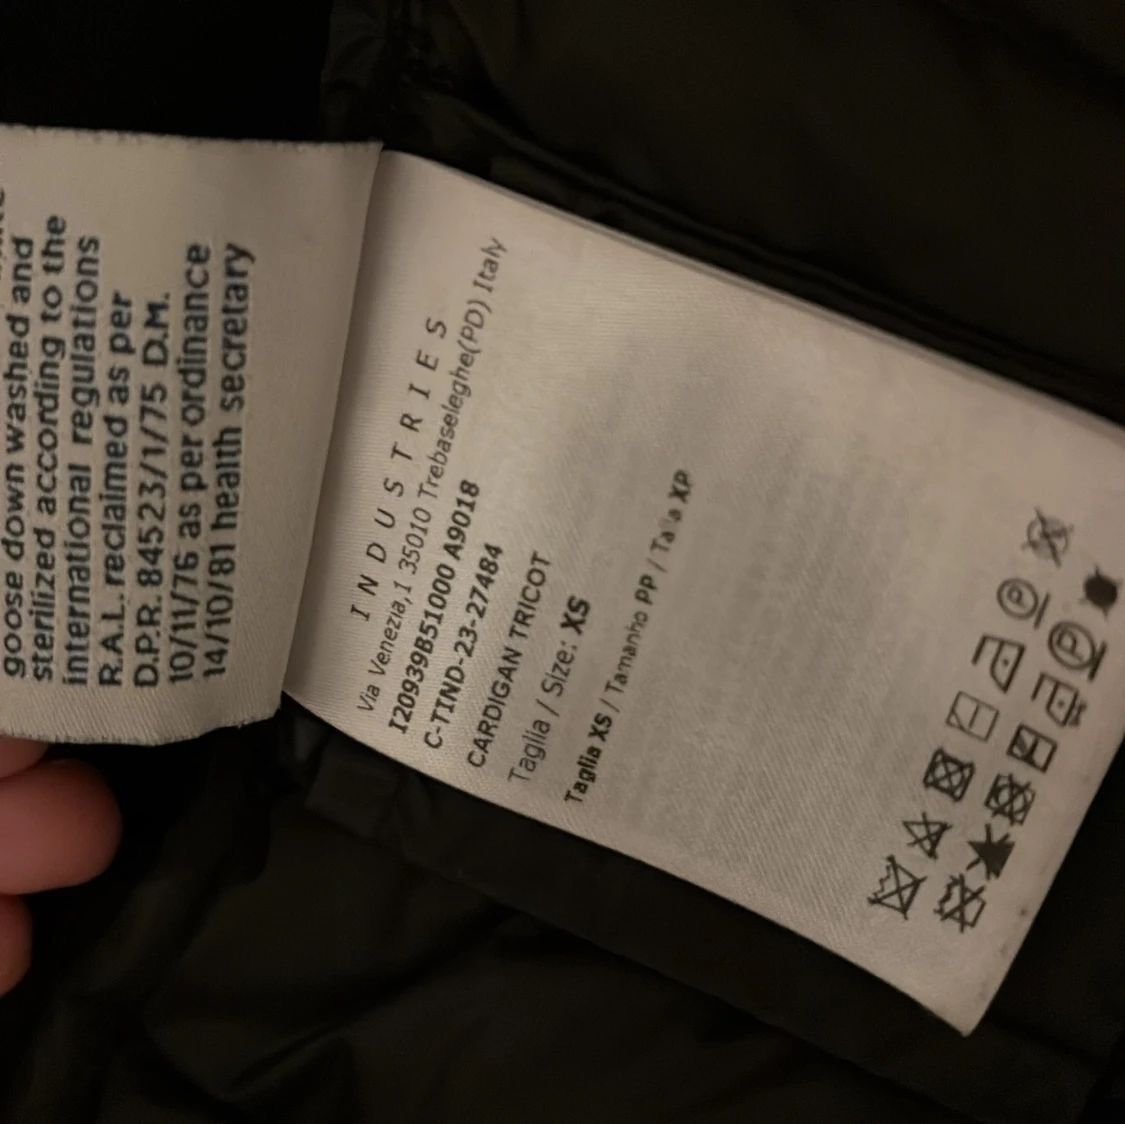 goose down washed and
sterilized according to the
international regulations
R.A.L. reclaimed as per
D.P.R. 84523/1/75 D.M.
10/11/76 as per ordinance
14/10/81 health secretary
INDUSTRIES
Via Venezia,1 35010 Trebaseleghe(PD) Italy
I20939B51000 A9018
C-TIND-23-27484
CARDIGAN TRICOT
Taglia / Size: XS
Taglia XS / Tamanho PP / Talla XP
P
P